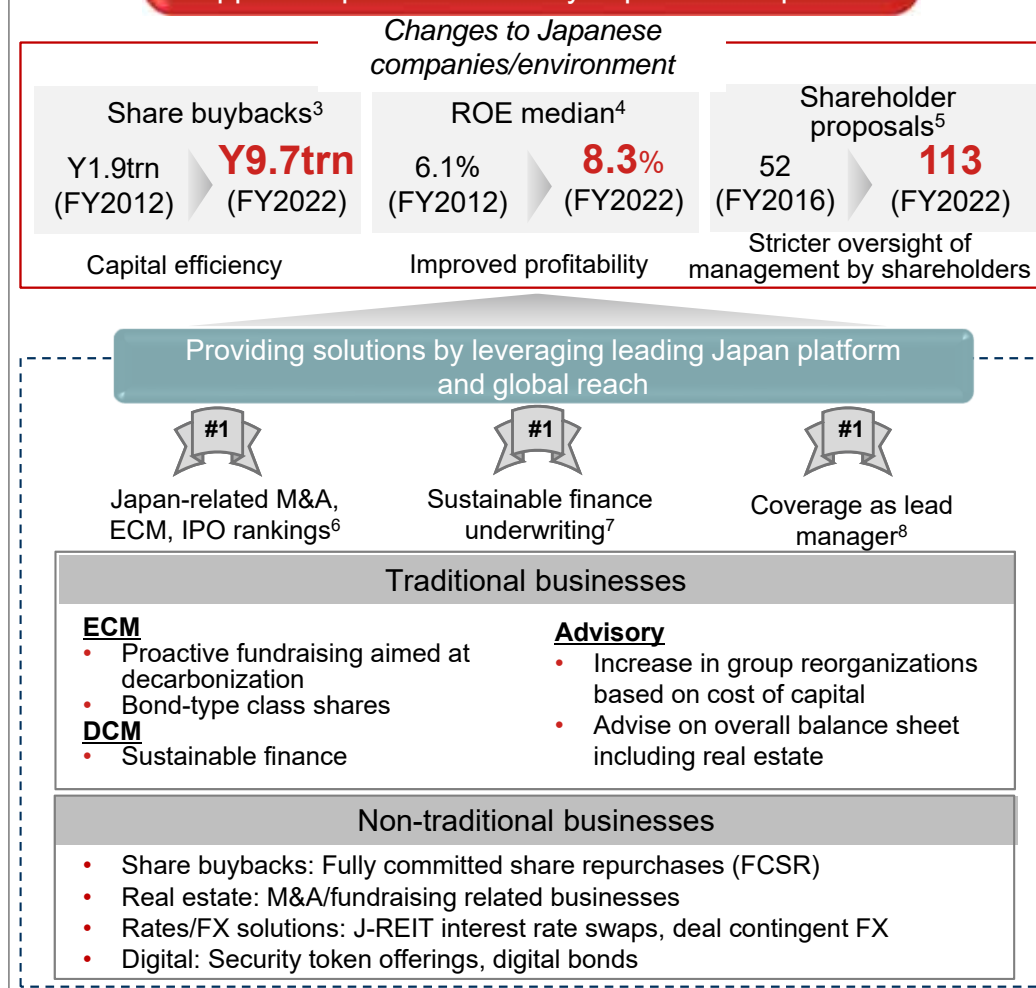 Changes to Japanese
companies/environment
Share buybacks3
Y1.9trn
(FY2012)
Y9.7trn
(FY2022)
Capital efficiency
ROE median4
6.1%
(FY2012)
8.3%
(FY2022)
Improved profitability
Shareholder
proposals5
52
(FY2016)
113
(FY2022)
Stricter oversight of
management by shareholders
Providing solutions by leveraging leading Japan platform
and global reach
#1
Japan-related M&A,
ECM, IPO rankings6
#1
Sustainable finance
underwriting7
#1
Coverage as lead
manager8
Traditional businesses
ECM
• Proactive fundraising aimed at
decarbonization
• Bond-type class shares
DCM
• Sustainable finance
Advisory
• Increase in group reorganizations
based on cost of capital
• Advise on overall balance sheet
including real estate
Non-traditional businesses
• Share buybacks: Fully committed share repurchases (FCSR)
• Real estate: M&A/fundraising related businesses
• Rates/FX solutions: J-REIT interest rate swaps, deal contingent FX
• Digital: Security token offerings, digital bonds